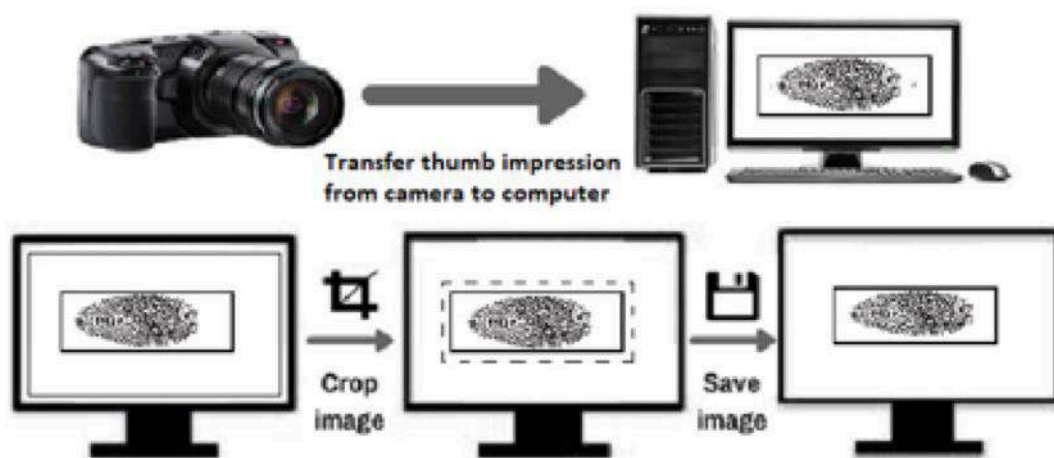 Transfer thumb impression
from camera to computer
Crop
image
Save
image